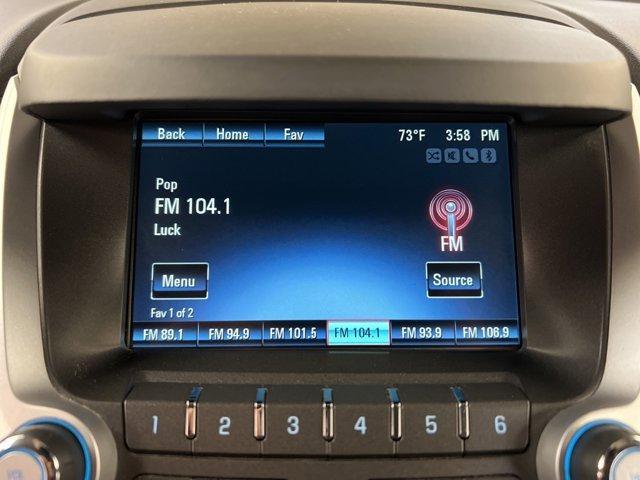 Back Home Fav 73°F 3:58 PM
Pop
FM 104.1
Luck
FM
Menu Source
Fav 1 of 2
FM 89.1 FM 94.9 FM 101.5 FM 104.1 FM 93.9 FM 106.9
1 2 3 4 5 6